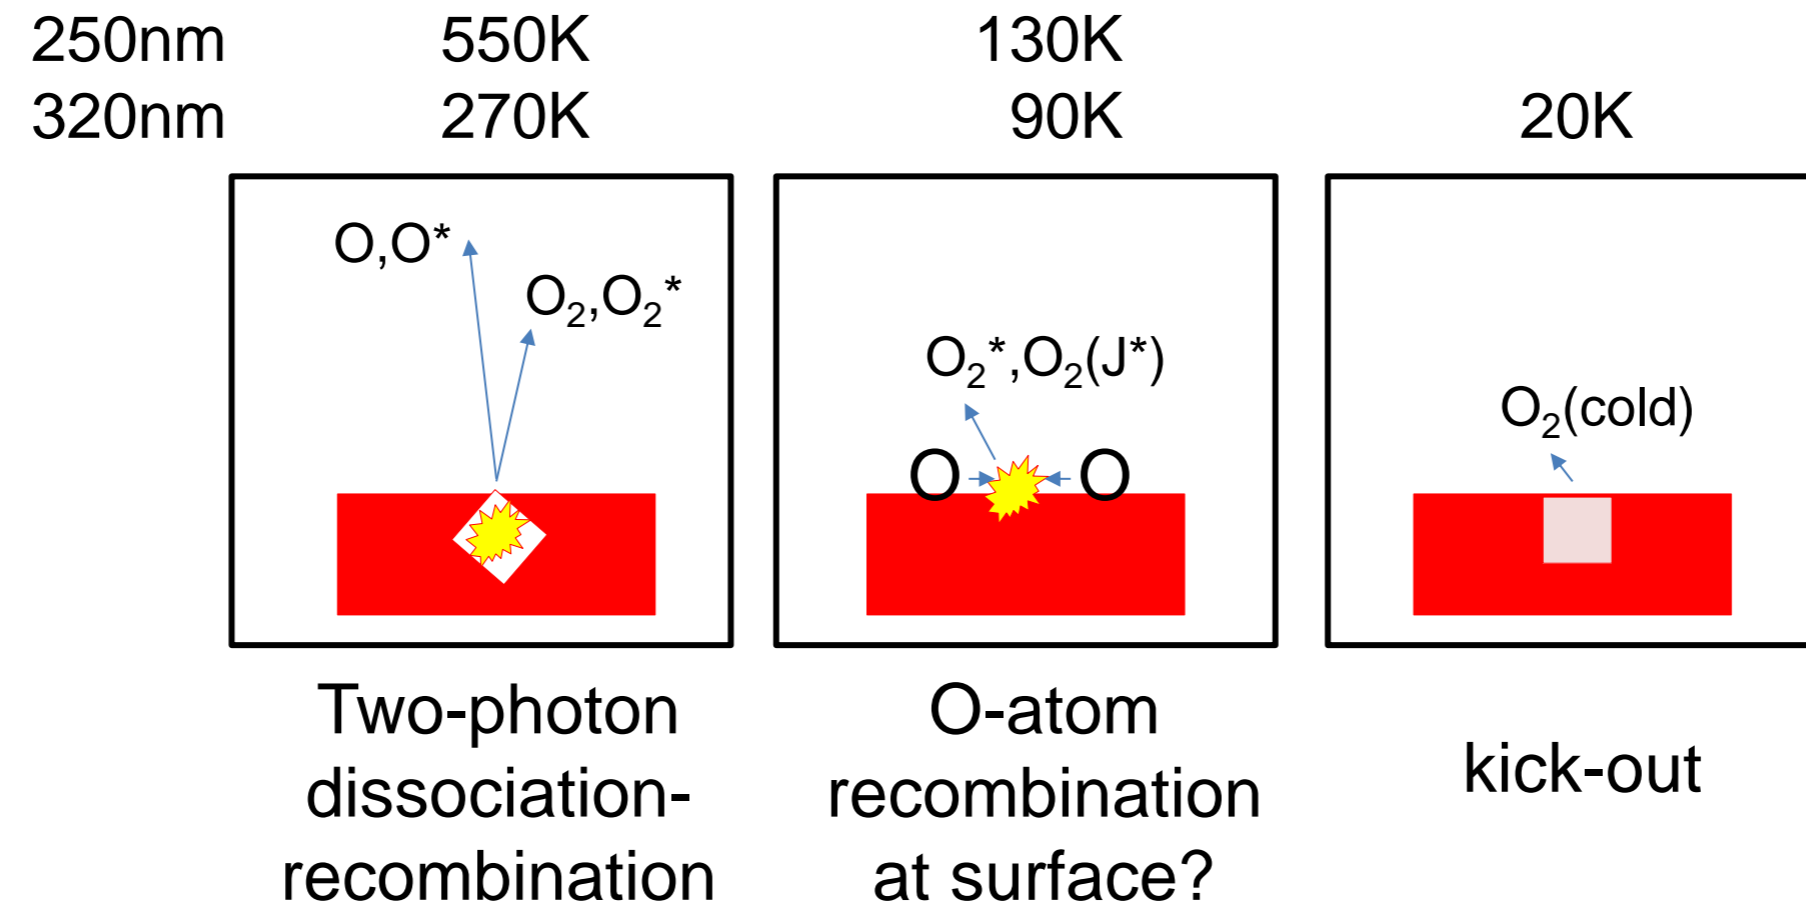 250nm 550K 130K
320nm 270K 90K 20K
O,O*
O₂,O₂*
O₂*,O₂(J*)
O O
O₂(cold)
Two-photon
dissociation-
recombination
O-atom
recombination
at surface?
kick-out